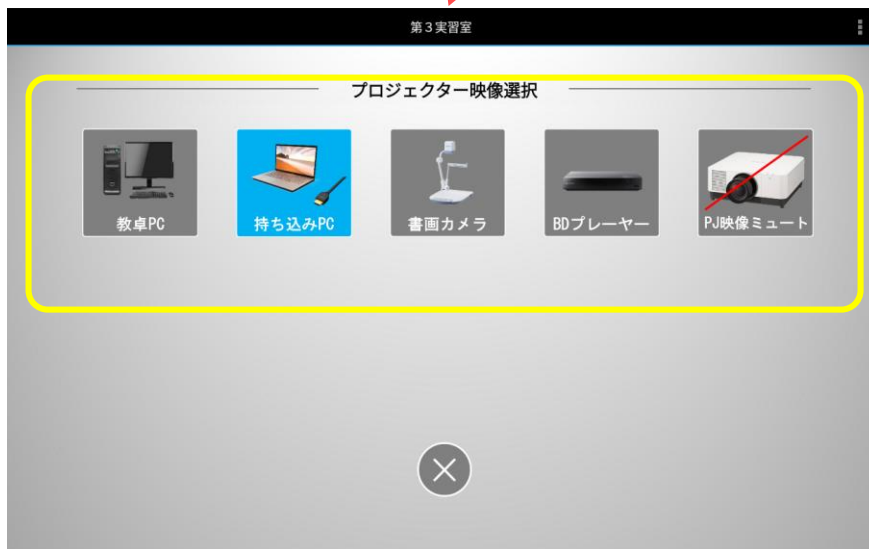 第3実習室
プロジェクター映像選択
教卓PC
持ち込みPC
書画カメラ
BDプレーヤー
PJ映像ミュート